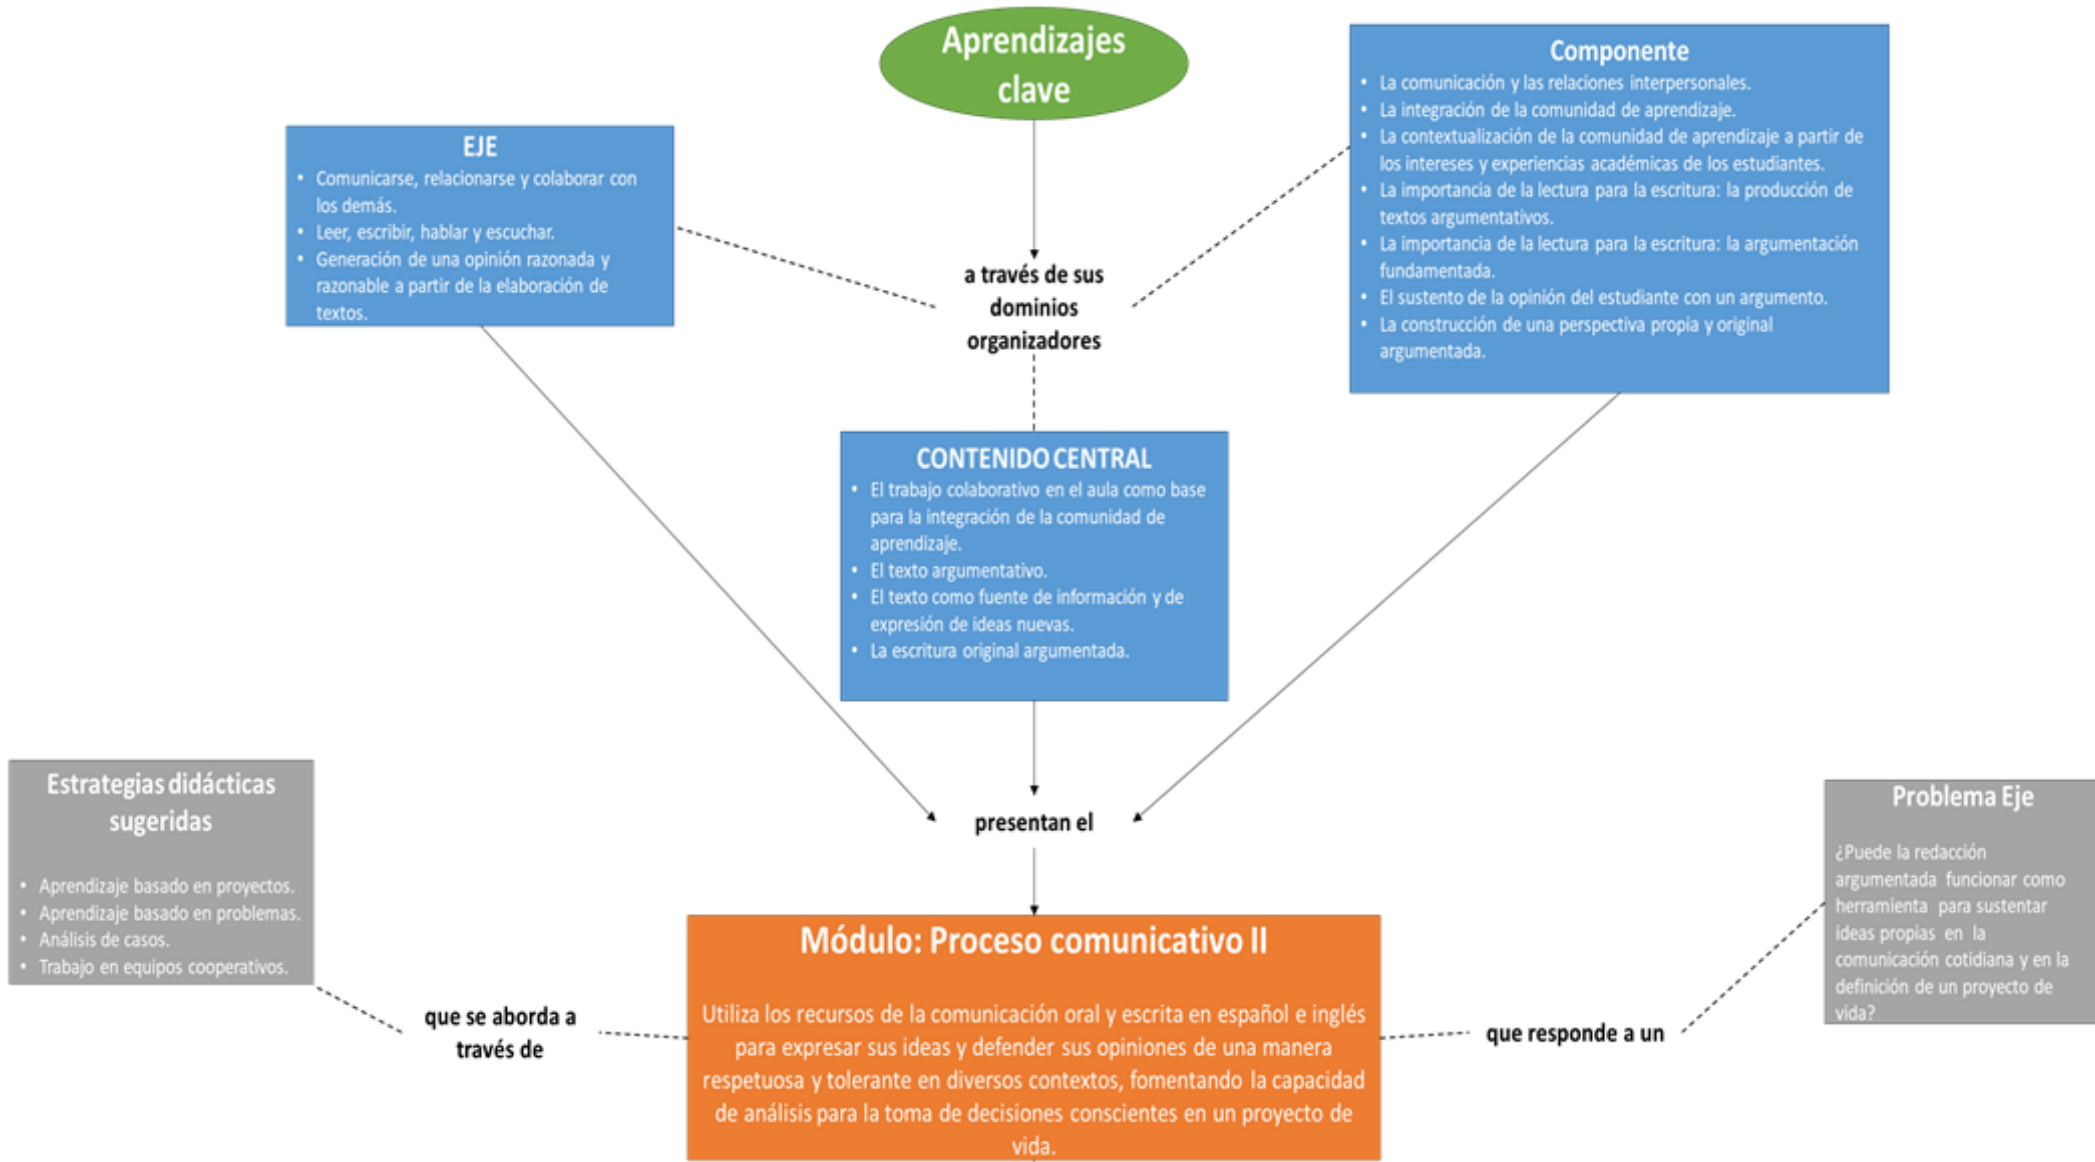 Aprendizajes
clave
Componente
• La comunicación y las relaciones interpersonales.
• La integración de la comunidad de aprendizaje.
• La contextualización de la comunidad de aprendizaje a partir de
los intereses y experiencias académicas de los estudiantes.
• La importancia de la lectura para la escritura: la producción de
textos argumentativos.
• La importancia de la lectura para la escritura: la argumentación
fundamentada.
• El sustento de la opinión del estudiante con un argumento.
• La construcción de una perspectiva propia y original
argumentada.
EJE
• Comunicarse, relacionarse y colaborar con
los demás.
• Leer, escribir, hablar y escuchar.
• Generación de una opinión razonada y
razonable a partir de la elaboración de
textos.
a través de sus
dominios
organizadores
CONTENIDO CENTRAL
• El trabajo colaborativo en el aula como base
para la integración de la comunidad de
aprendizaje.
• El texto argumentativo.
• El texto como fuente de información y de
expresión de ideas nuevas.
• La escritura original argumentada.
presentan el
Estrategias didácticas
sugeridas
• Aprendizaje basado en proyectos.
• Aprendizaje basado en problemas.
• Análisis de casos.
• Trabajo en equipos cooperativos.
que se aborda a
través de
Módulo: Proceso comunicativo II
Utiliza los recursos de la comunicación oral y escrita en español e inglés
para expresar sus ideas y defender sus opiniones de una manera
respetuosa y tolerante en diversos contextos, fomentando la capacidad
de análisis para la toma de decisiones conscientes en un proyecto de
vida.
que responde a un
Problema Eje
¿Puede la redacción
argumentada funcionar como
herramienta para sustentar
ideas propias en la
comunicación cotidiana y en la
definición de un proyecto de
vida?